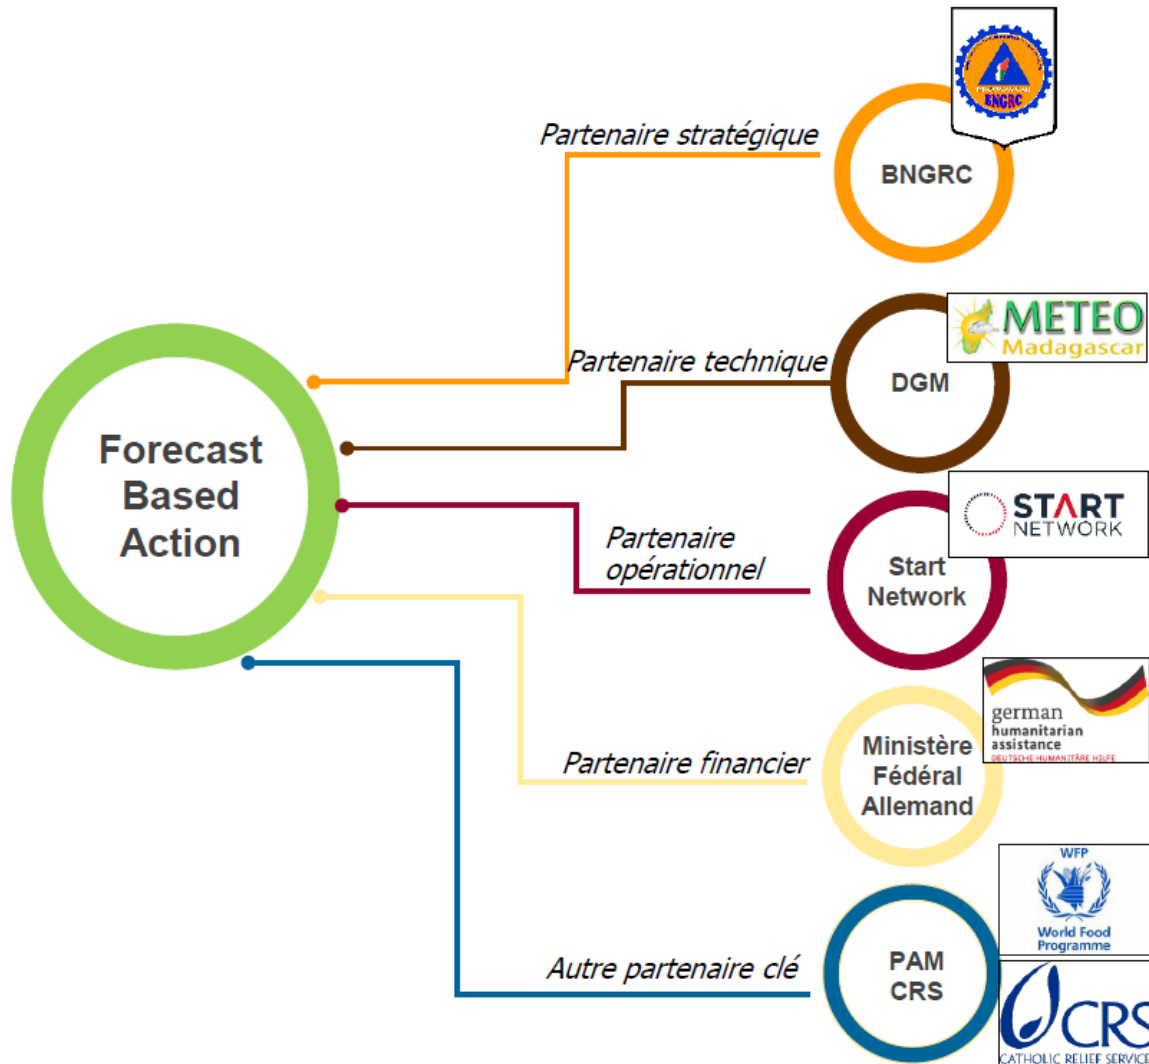 Partenaire stratégique
BNGRC
BNGRC
Partenaire technique
DGM
METEO
Madagascar
Forecast
Based
Action
Partenaire
opérationnel
Start
Network
START
NETWORK
Partenaire financier
Ministère
Fédéral
Allemand
german
humanitarian
assistance
DEUTSCHE HUMANITÄRE HILFE
Autre partenaire clé
PAM
CRS
WFP
World Food
Programme
CRS
CATHOLIC RELIEF SERVICE